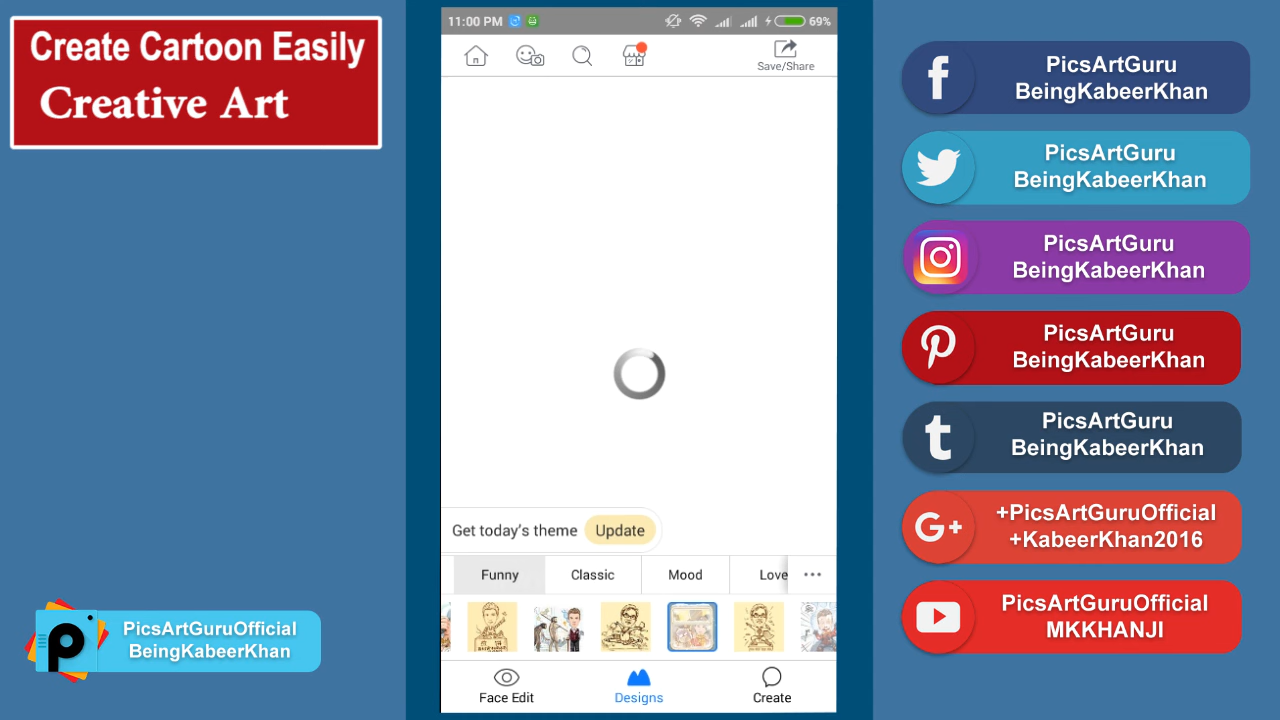 Create Cartoon Easily
Creative Art
PicsArtGuruOfficial
BeingKabeerKhan
11:00 PM
69%
Save/Share
Get today's theme
Update
Funny
Classic
Mood
Love
Face Edit
Designs
Create
PicsArtGuru
BeingKabeerKhan
PicsArtGuru
BeingKabeerKhan
PicsArtGuru
BeingKabeerKhan
PicsArtGuru
BeingKabeerKhan
PicsArtGuru
BeingKabeerKhan
+PicsArtGuruOfficial
+KabeerKhan2016
PicsArtGuruOfficial
MKKHANJI